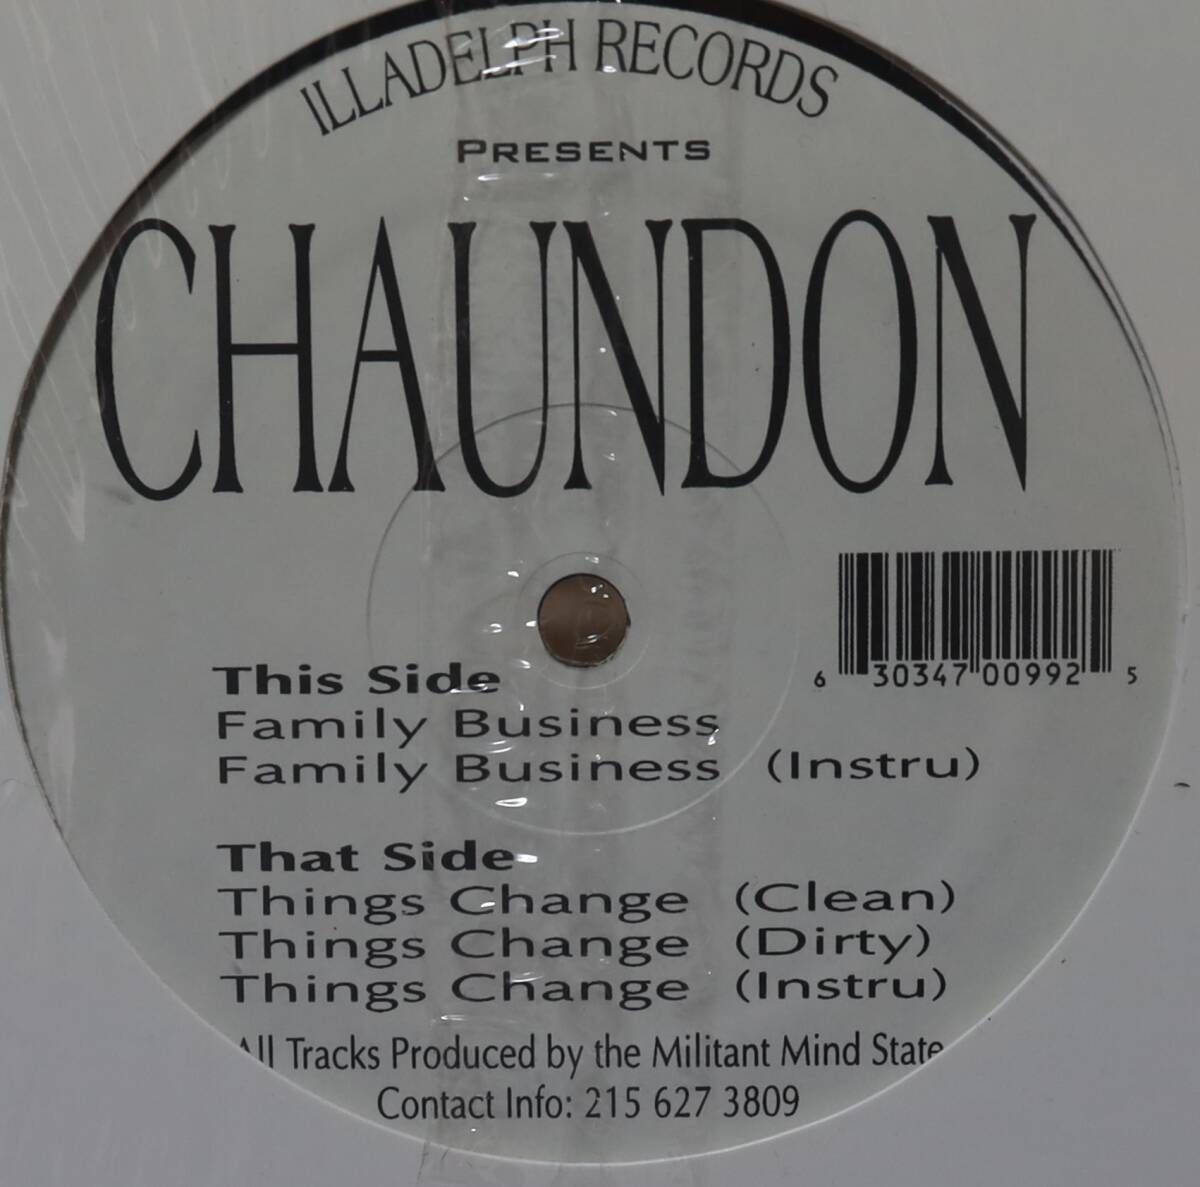 ILLADELPH RECORDS
PRESENTS
CHAUNDON
6 30347 00992 5
This Side
Family Business
Family Business (Instru)
That Side
Things Change (Clean)
Things Change (Dirty)
Things Change (Instru)
All Tracks Produced by the Militant Mind State
Contact Info: 215 627 3809